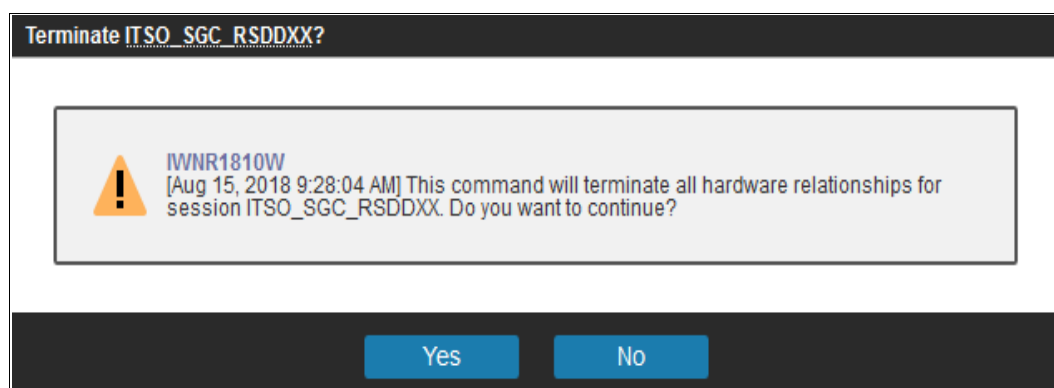 Terminate ITSO_SGC_RSDDXX?
IWNR1810W
[Aug 15, 2018 9:28:04 AM] This command will terminate all hardware relationships for
session ITSO_SGC_RSDDXX. Do you want to continue?
Yes No